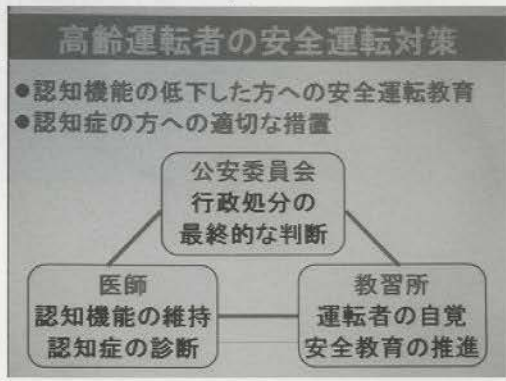 高齢運転者の安全運転対策
●認知機能の低下した方への安全運転教育
●認知症の方への適切な措置
公安委員会
行政処分の
最終的な判断
医師
認知機能の維持
認知症の診断
教習所
運転者の自覚
安全教育の推進